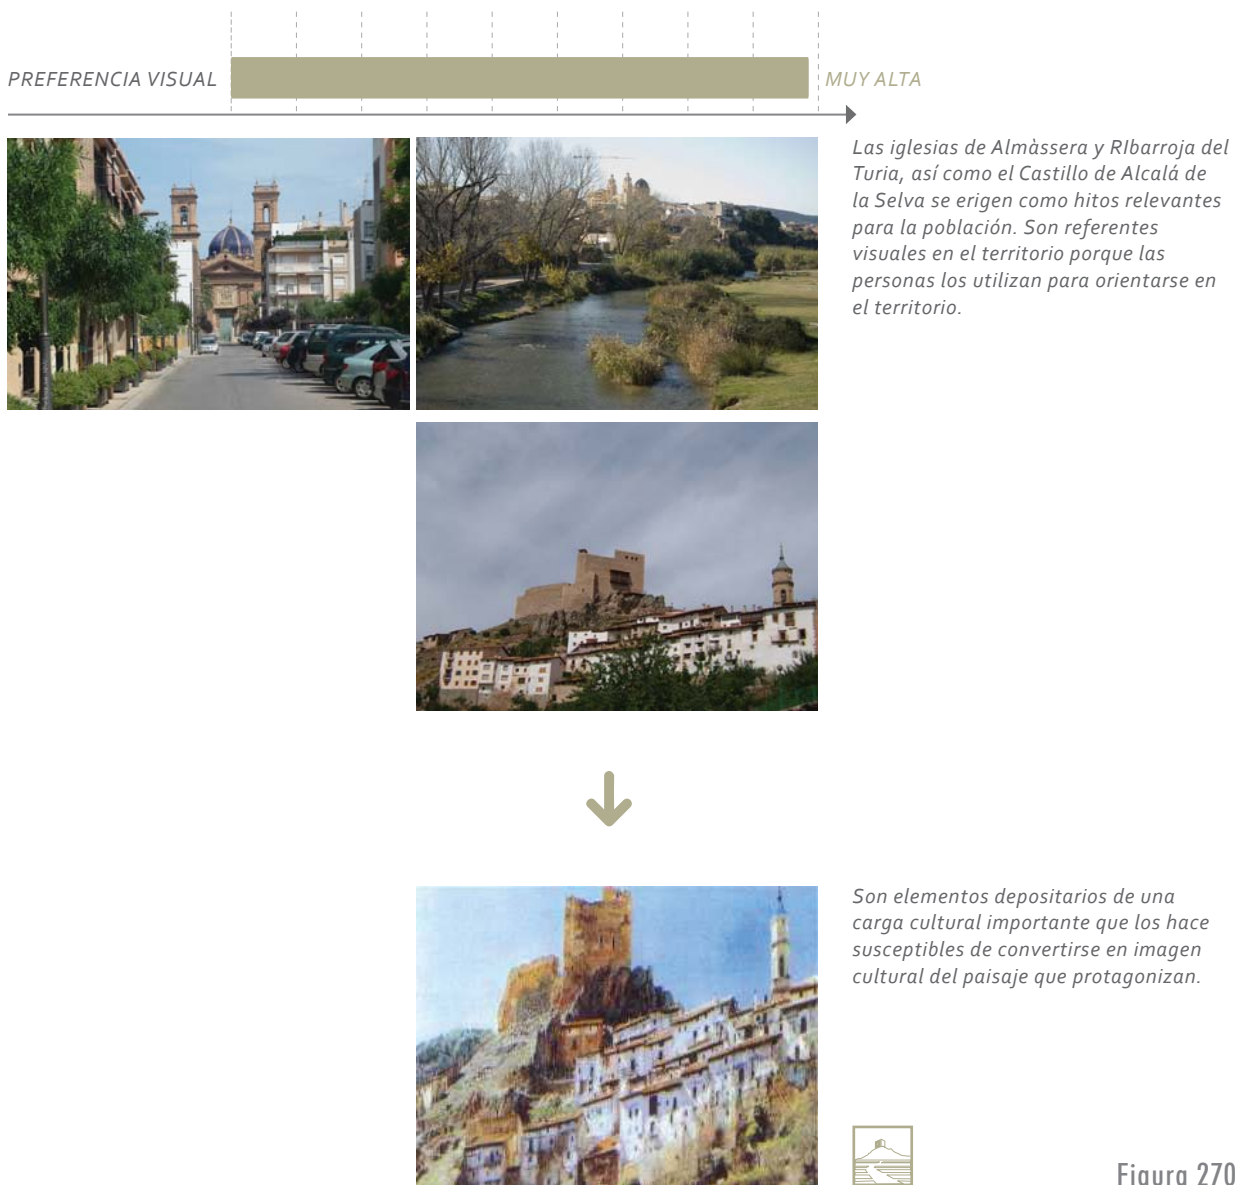 PREFERENCIA VISUAL
MUY ALTA
Las iglesias de Almàssera y RIbarroja del
Turia, así como el Castillo de Alcalá de
la Selva se erigen como hitos relevantes
para la población. Son referentes
visuales en el territorio porque las
personas los utilizan para orientarse en
el territorio.
Son elementos depositarios de una
carga cultural importante que los hace
susceptibles de convertirse en imagen
cultural del paisaje que protagonizan.
Figura 270